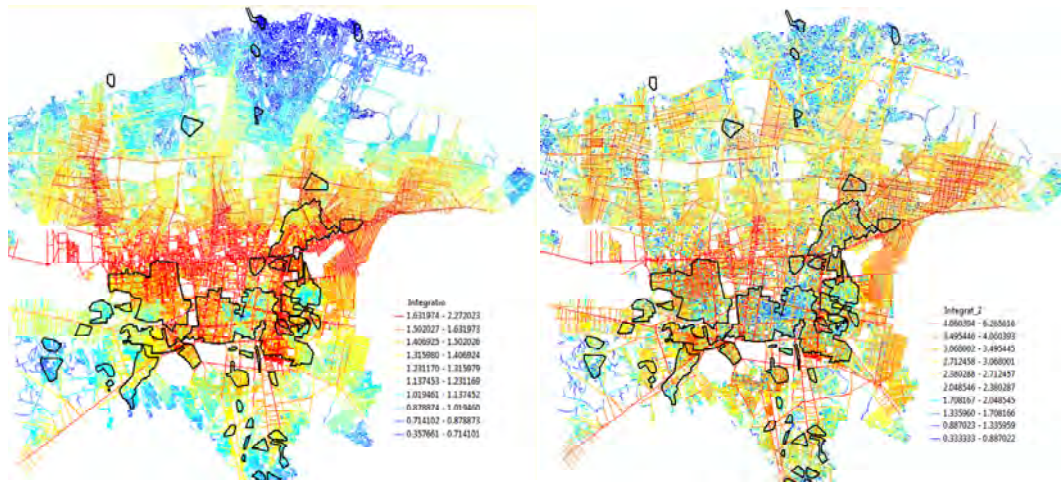 Integratio
1.631974 - 2.272023
1.502027 - 1.631973
1.406925 - 1.502026
1.315980 - 1.406924
1.231170 - 1.315979
1.137453 - 1.231169
1.019461 - 1.137452
0.878874 - 1.019460
0.714102 - 0.878873
0.357661 - 0.714101
Integrat_2
4.060394 - 6.265616
3.495446 - 4.060393
3.068002 - 3.495445
2.712458 - 3.068001
2.380288 - 2.712457
2.048546 - 2.380287
1.708167 - 2.048545
1.335960 - 1.708166
0.887023 - 1.335959
0.333333 - 0.887022